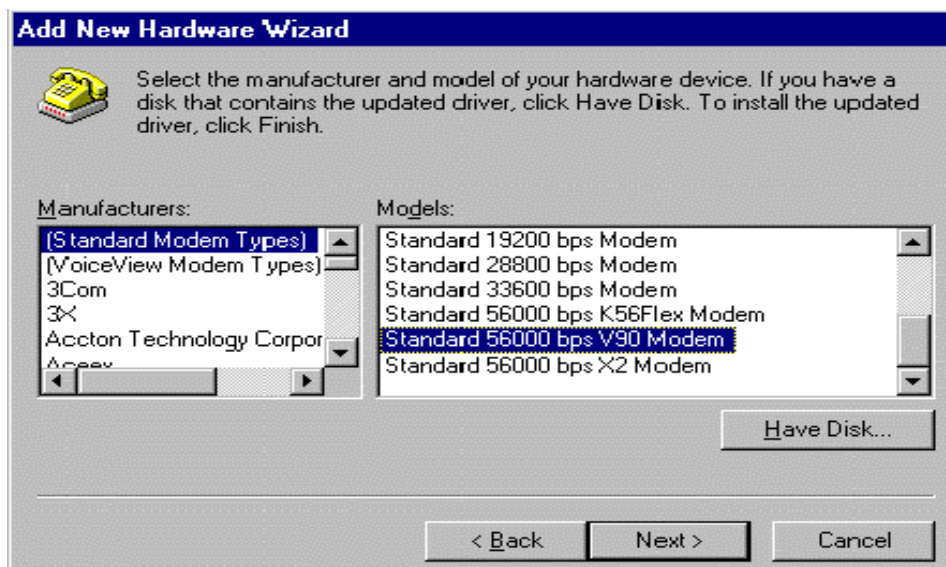 Add New Hardware Wizard
Select the manufacturer and model of your hardware device. If you have a
disk that contains the updated driver, click Have Disk. To install the updated
driver, click Finish.
Manufacturers:
(Standard Modem Types)
(VoiceView Modem Types)
3Com
3X
Accton Technology Corpor
Aceex
Models:
Standard 19200 bps Modem
Standard 28800 bps Modem
Standard 33600 bps Modem
Standard 56000 bps K56Flex Modem
Standard 56000 bps V90 Modem
Standard 56000 bps X2 Modem
Have Disk...
< Back
Next >
Cancel